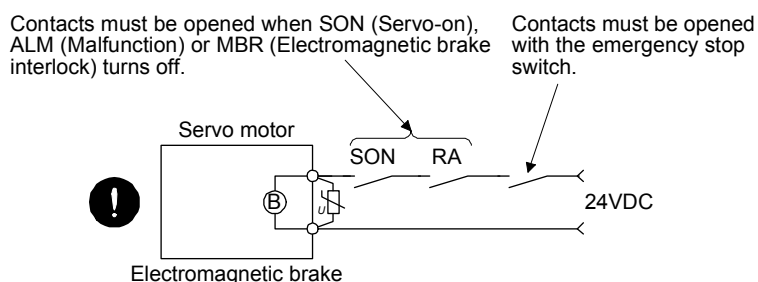 Contacts must be opened when SON (Servo-on),
ALM (Malfunction) or MBR (Electromagnetic brake
interlock) turns off.
Contacts must be opened
with the emergency stop
switch.
Servo motor
SON RA
B
U
24VDC
Electromagnetic brake